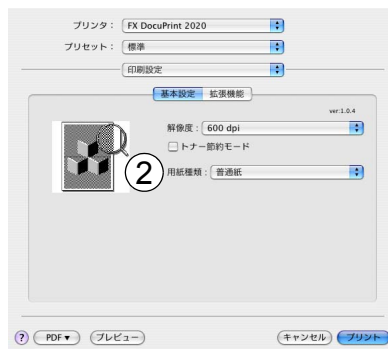 プリンタ： FX DocuPrint 2020
プリセット： 標準
印刷設定
基本設定 拡張機能
ver:1.0.4
解像度： 600 dpi
トナー節約モード
2
用紙種類： 普通紙
? PDF▼ プレビュー キャンセル プリント